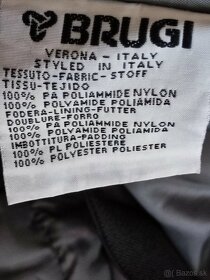 BRUGI
VERONA - ITALY
STYLED IN ITALY
TESSUTO-FABRIC-STOFF
TISSU-TEJIDO
100% PA POLIAMMIDE NYLON
100% POLYAMIDE POLIAMIDA
FODERA-LINING-FUTTER
DOUBLURE-FORRO
100% PA POLIAMMIDE NYLON
100% POLYAMIDE POLIAMIDA
IMBOTTITURA-PADDING
100% PL POLIESTERE
100% POLYESTER POLIESTER
bazos.sk